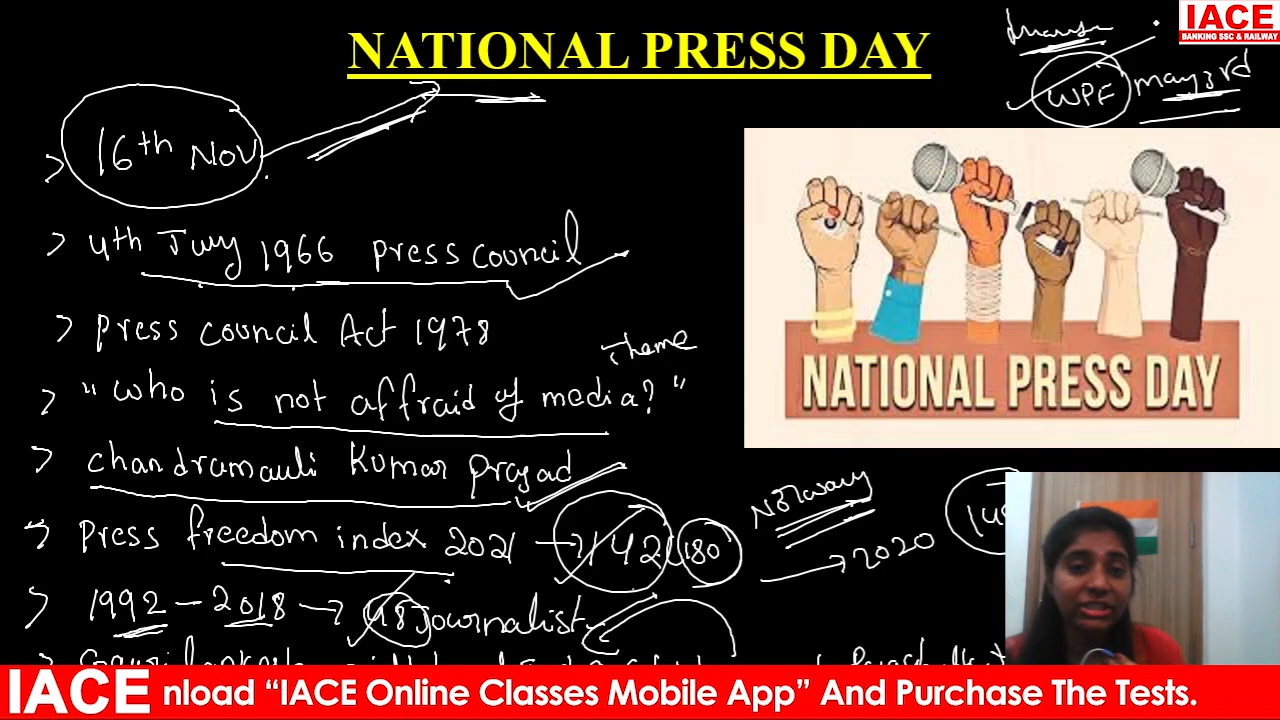 NATIONAL PRESS DAY
IACE
BANKING SSC & RAILWAY
WPF may 3rd
> 16th NOV
> 4th July 1966 press council
> press council Act 1978
Theme
> "who is not affraid of media?"
> chandramauli Kumar prasad
> Press freedom index 2021 → 142 180
Norway
→ 2020
> 1992 - 2018 → 48 Journalist
NATIONAL PRESS DAY
IACE nload “IACE Online Classes Mobile App” And Purchase The Tests.